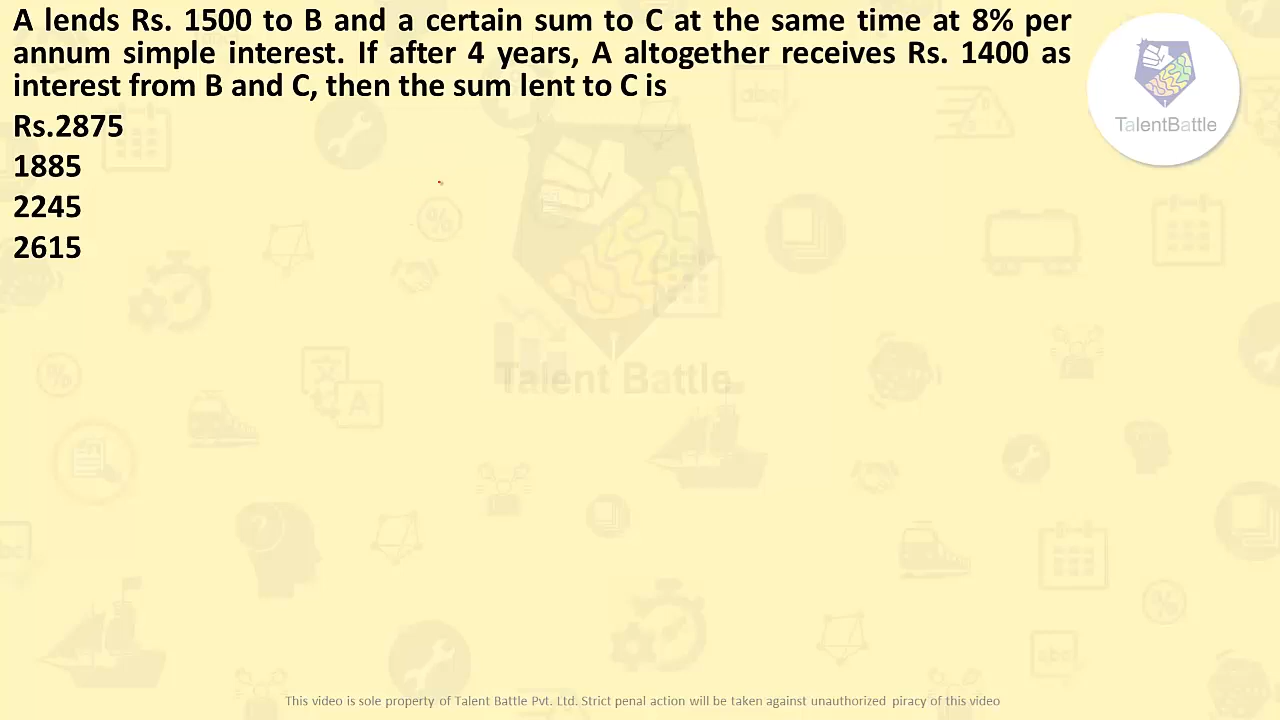 A lends Rs. 1500 to B and a certain sum to C at the same time at 8% per
annum simple interest. If after 4 years, A altogether receives Rs. 1400 as
interest from B and C, then the sum lent to C is
Rs.2875
1885
2245
2615
TalentBattle
Talent Battle
This video is sole property of Talent Battle Pvt. Ltd. Strict penal action will be taken against unauthorized piracy of this video